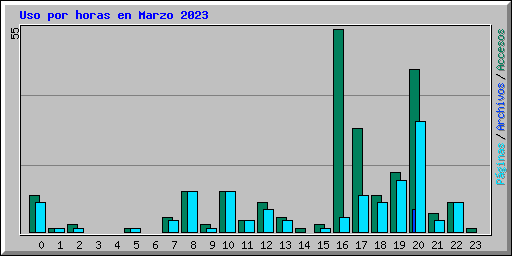 Uso por horas en Marzo 2023
55
Páginas / Archivos / Accesos
0 1 2 3 4 5 6 7 8 9 10 11 12 13 14 15 16 17 18 19 20 21 22 23